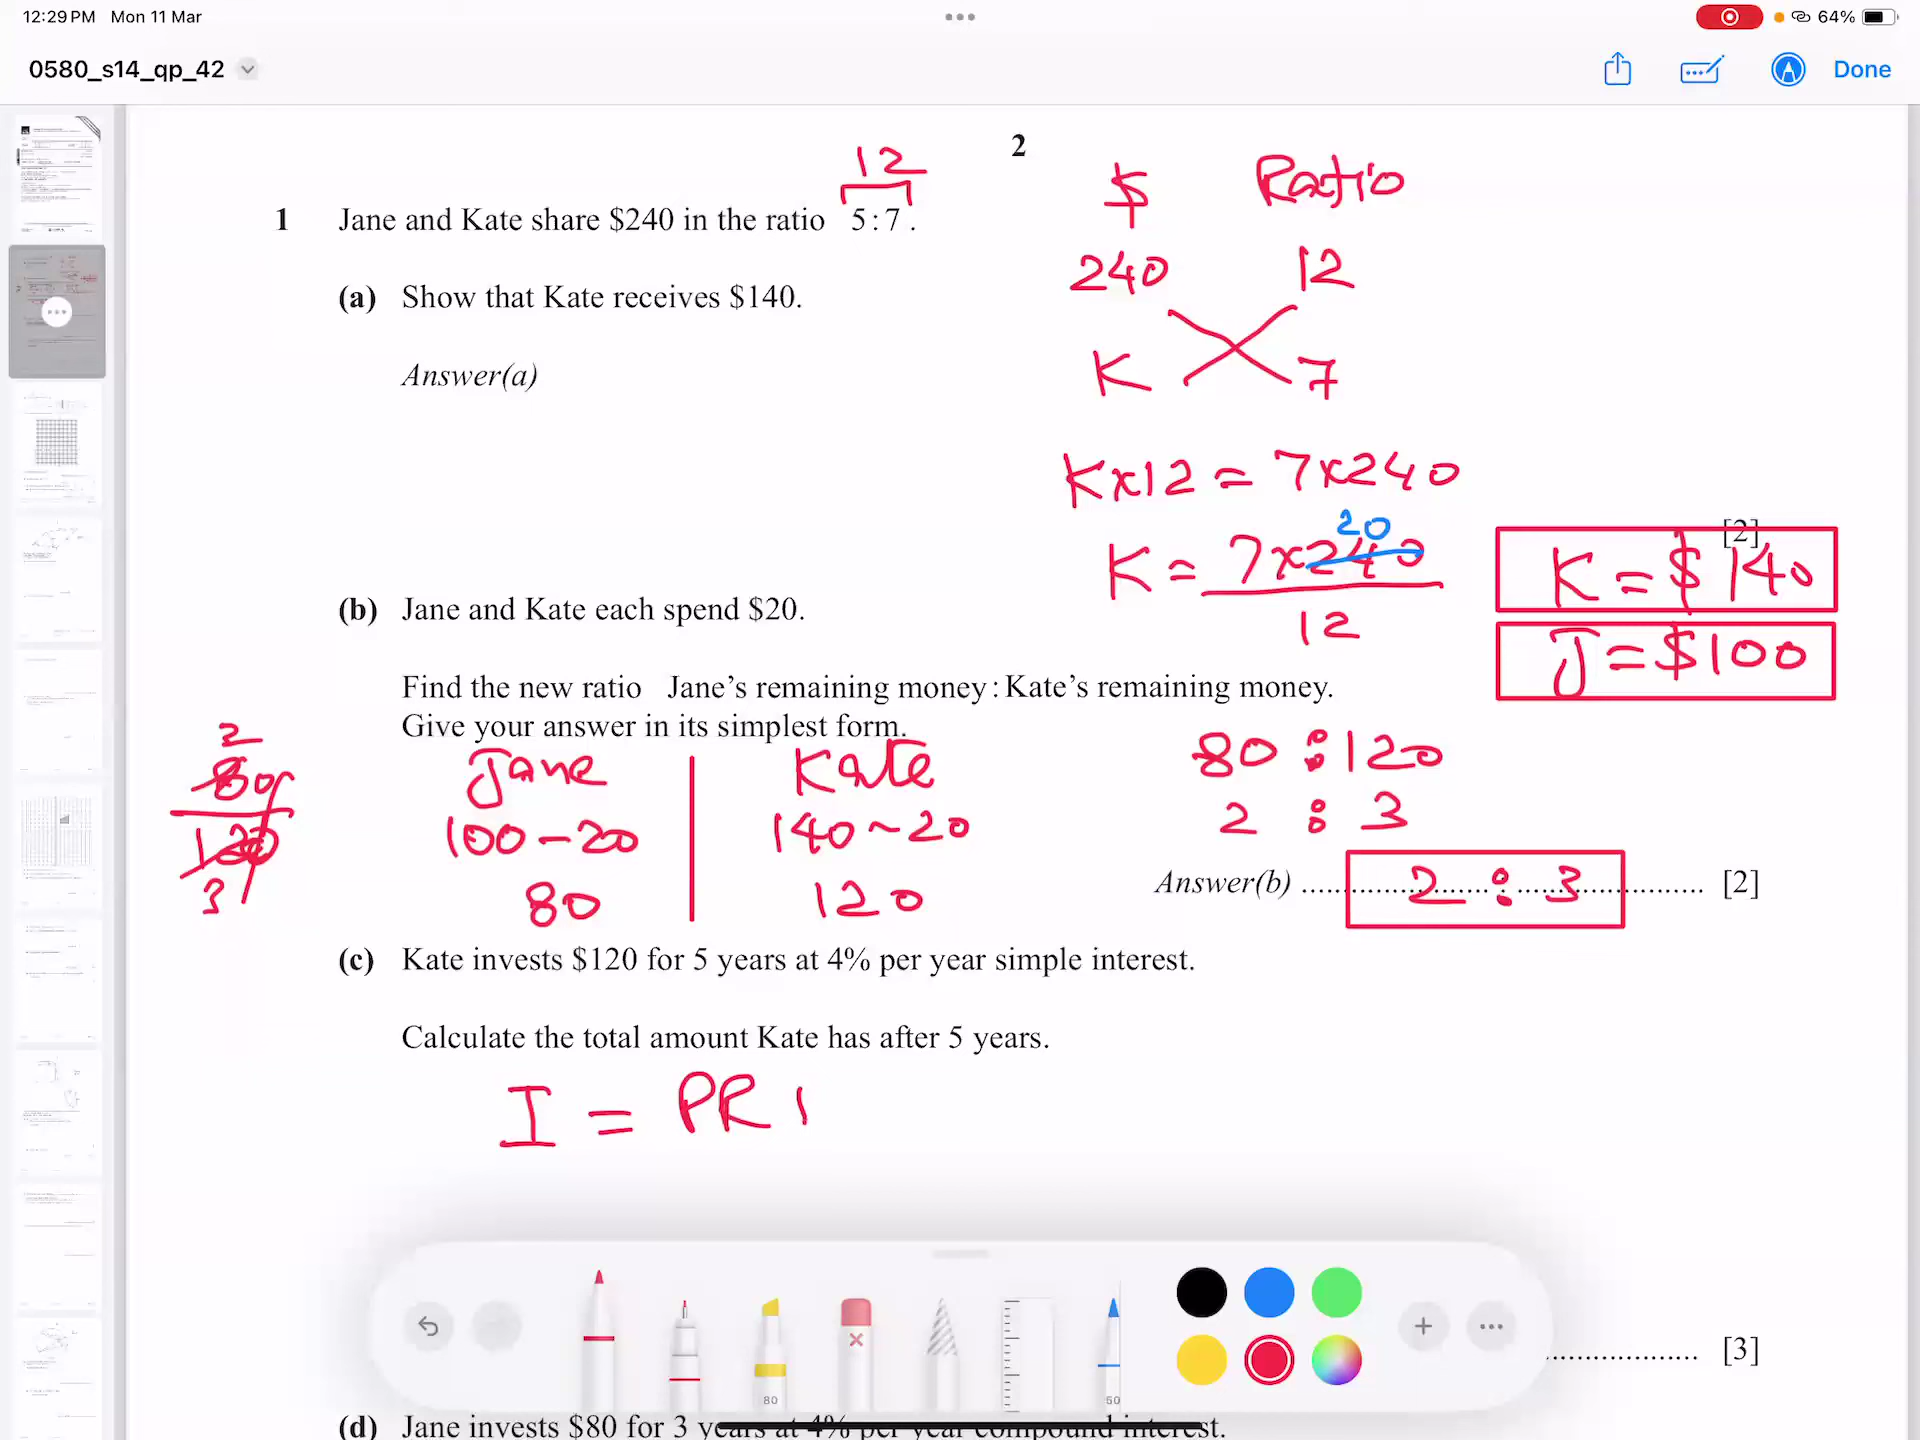 12:29 PM Mon 11 Mar
64%
0580_s14_qp_42
Done
2
12
$ Ratio
1 Jane and Kate share $240 in the ratio 5 : 7 .
240 12
(a) Show that Kate receives $140.
K 7
Answer(a)
K x 12 = 7 x 240
[2]
20
K = 7 x 240
12
K = $ 140
(b) Jane and Kate each spend $20.
J = $100
Find the new ratio Jane’s remaining money : Kate’s remaining money.
Give your answer in its simplest form.
2
80
120
3
Jane Kate
100 - 20 140 - 20
80 120
80 : 120
2 : 3
Answer(b) .................... 2 : 3 .................... [2]
(c) Kate invests $120 for 5 years at 4% per year simple interest.
Calculate the total amount Kate has after 5 years.
I = PR
80
50
[3]
(d) Jane invests $80 for 3 years at 4% per year compound interest.